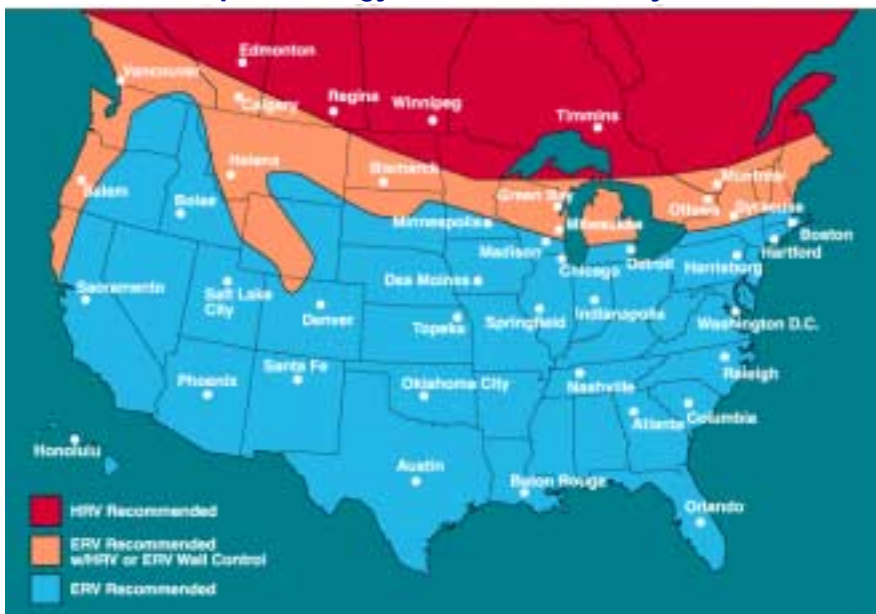 Edmonton
Vancouver
Calgary
Regina
Winnipeg
Timmins
Helena
Bismarck
Green Bay
Montreal
Salem
Boise
Ottawa
Syracuse
Minneapolis
Milwaukee
Boston
Madison
Detroit
Hartford
Chicago
Harrisburg
Sacramento
Salt Lake
City
Des Moines
Denver
Topeka
Springfield
Indianapolis
Washington D.C.
Santa Fe
Phoenix
Oklahoma City
Nashville
Raleigh
Atlanta
Columbia
Honolulu
Austin
Baton Rouge
Orlando
HRV Recommended
ERV Recommended
w/HRV or ERV Wall Control
ERV Recommended